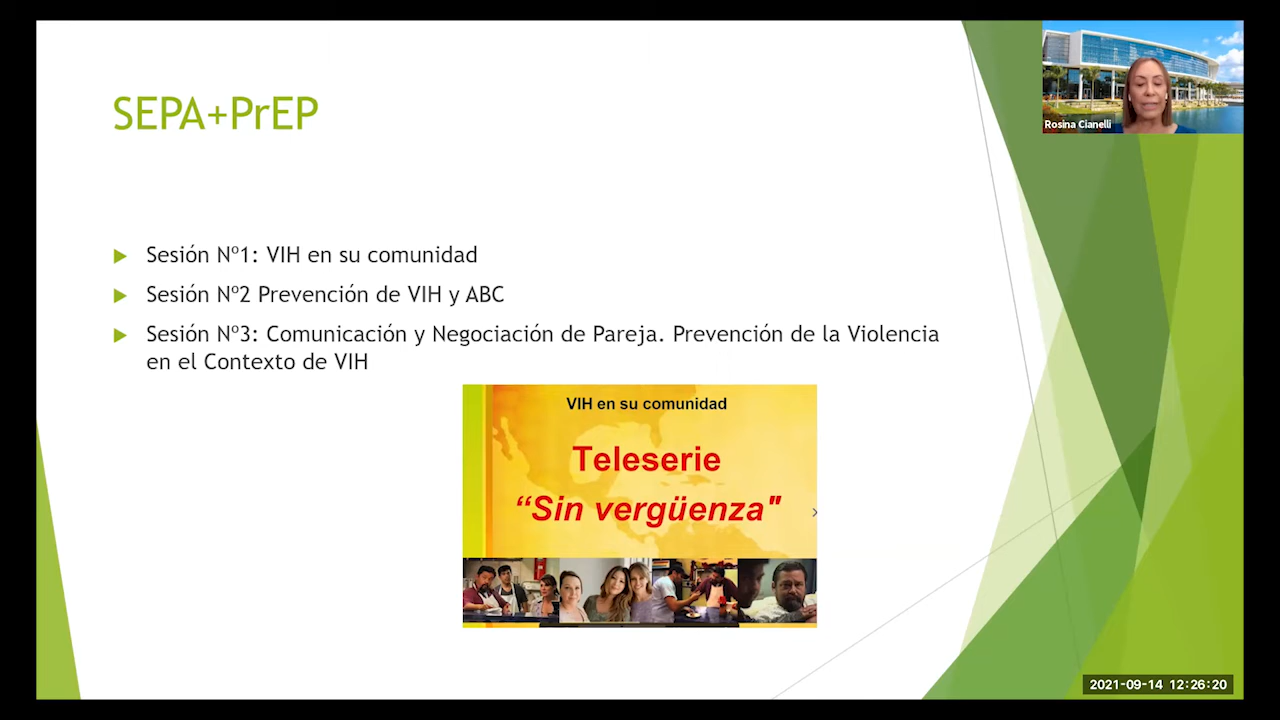 SEPA+PrEP
Rosina Cianelli
Sesión Nº1: VIH en su comunidad
Sesión Nº2 Prevención de VIH y ABC
Sesión Nº3: Comunicación y Negociación de Pareja. Prevención de la Violencia
en el Contexto de VIH
VIH en su comunidad
Teleserie
“Sin vergüenza"
2021-09-14 12:26:20